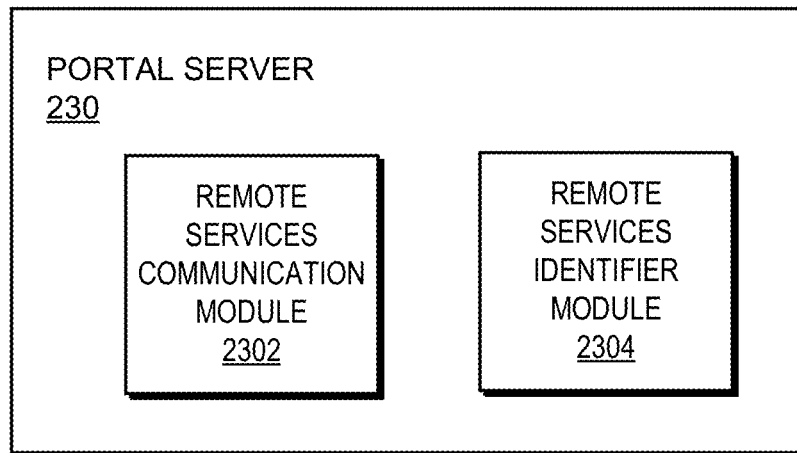 PORTAL SERVER
230
REMOTE
SERVICES
COMMUNICATION
MODULE
2302
REMOTE
SERVICES
IDENTIFIER
MODULE
2304